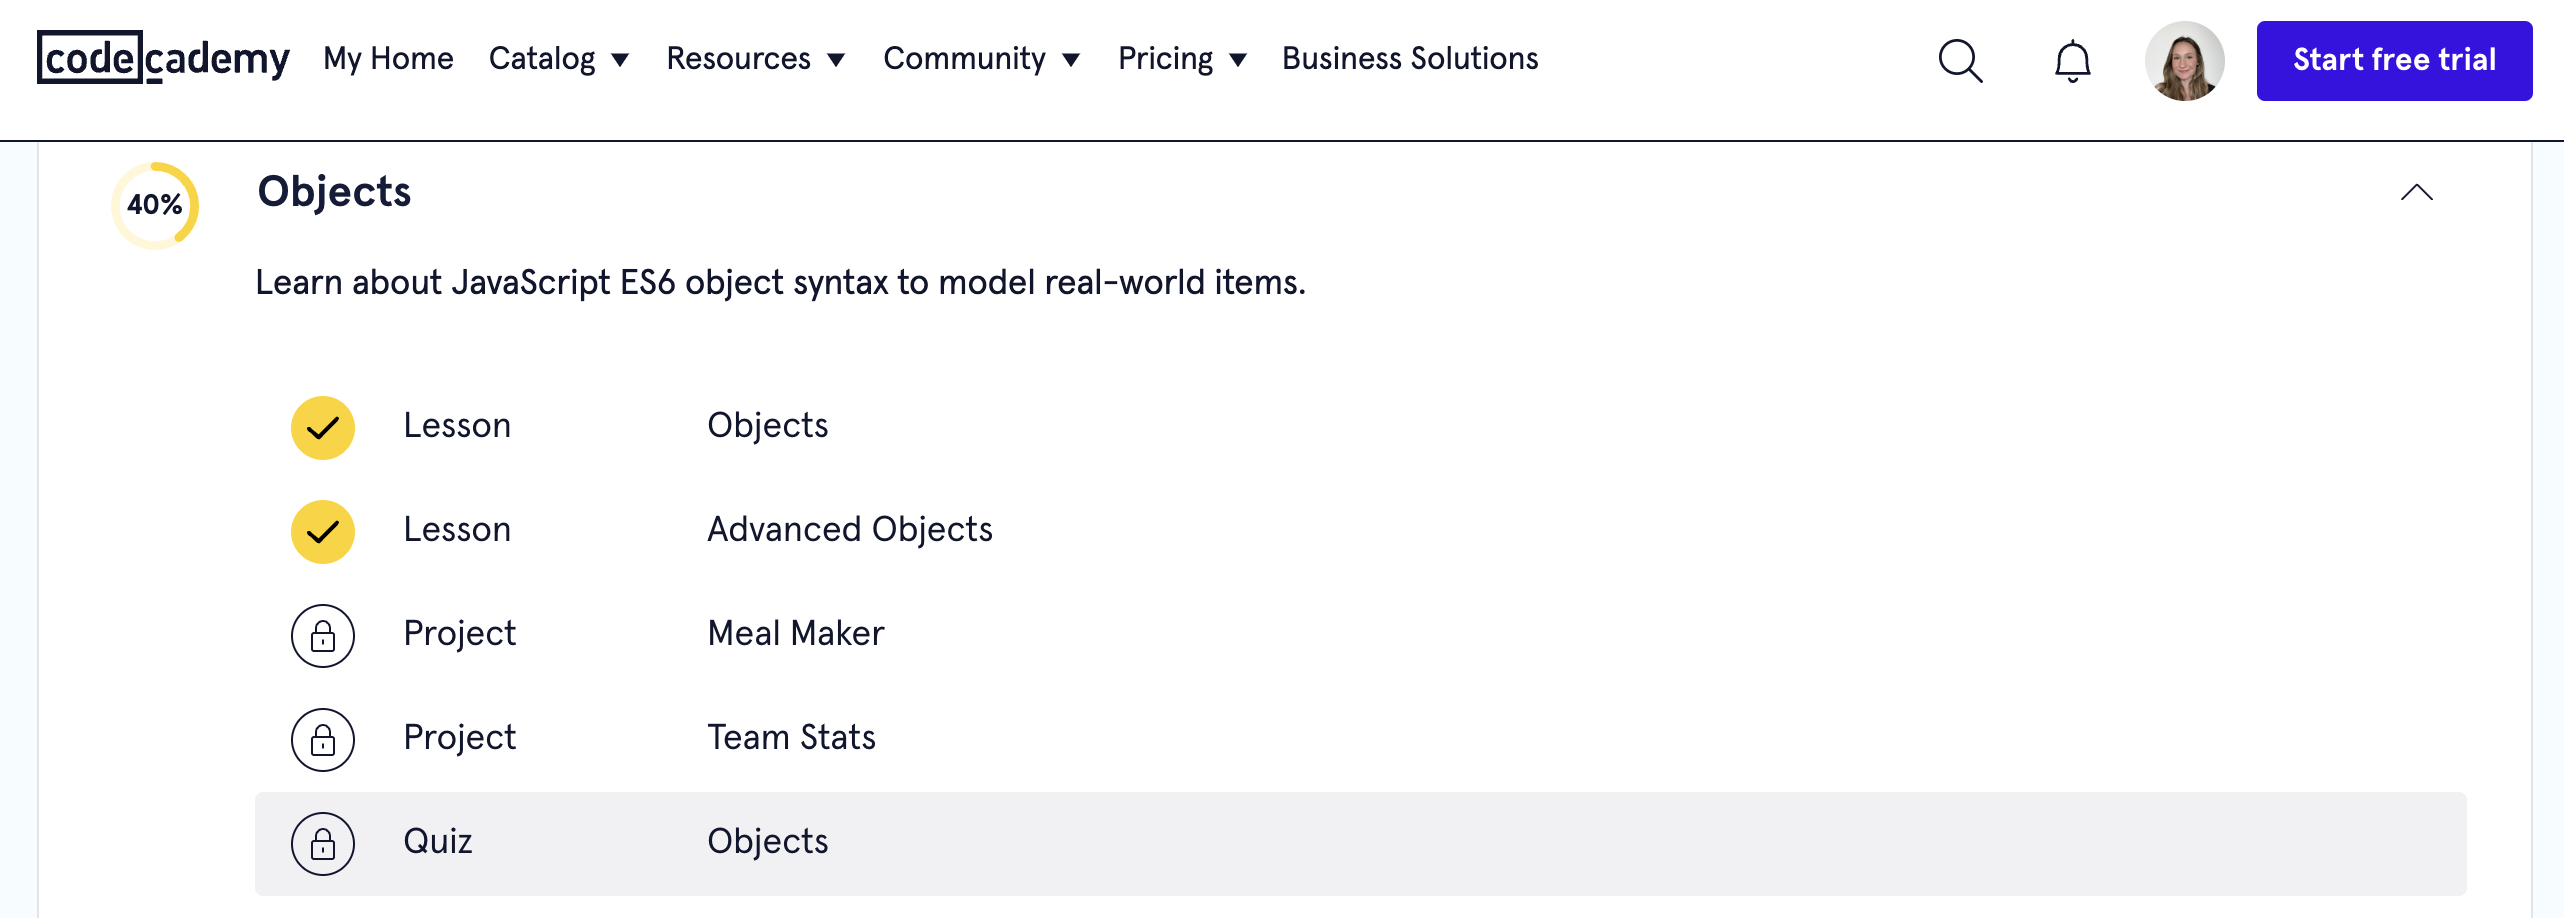 codecademy My Home Catalog Resources Community Pricing Business Solutions Start free trial
40% Objects
Learn about JavaScript ES6 object syntax to model real-world items.
Lesson Objects
Lesson Advanced Objects
Project Meal Maker
Project Team Stats
Quiz Objects